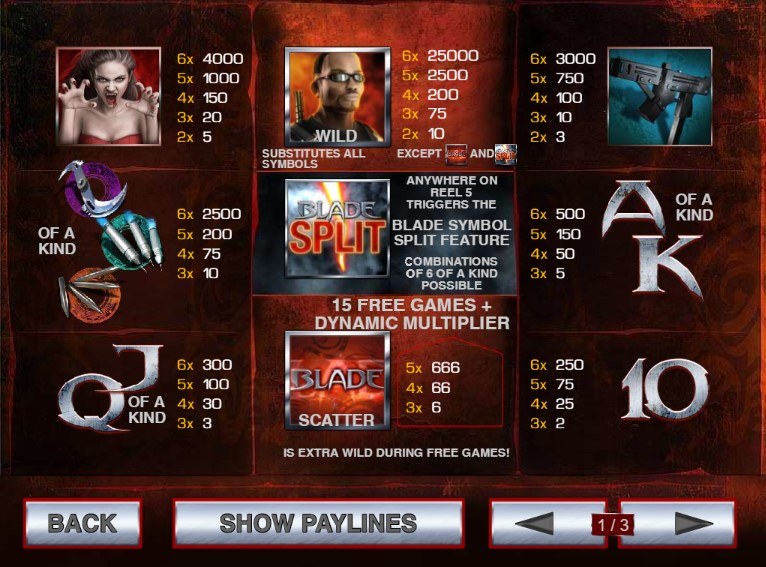 6x 4000
5x 1000
4x 150
3x 20
2x 5
WILD
6x 25000
5x 2500
4x 200
3x 75
2x 10
SUBSTITUTES ALL
SYMBOLS
EXCEPT AND
6x 3000
5x 750
4x 100
3x 10
2x 3
OF A
KIND
6x 2500
5x 200
4x 75
3x 10
BLADE
SPLIT
ANYWHERE ON
REEL 5
TRIGGERS THE
BLADE SYMBOL
SPLIT FEATURE
COMBINATIONS
OF 6 OF A KIND
POSSIBLE
6x 500
5x 150
4x 50
3x 5
A
K
OF A
KIND
15 FREE GAMES +
DYNAMIC MULTIPLIER
Q J
OF A
KIND
6x 300
5x 100
4x 30
3x 3
BLADE
SCATTER
5x 666
4x 66
3x 6
6x 250
5x 75
4x 25
3x 2
10
IS EXTRA WILD DURING FREE GAMES!
BACK
SHOW PAYLINES
1 / 3